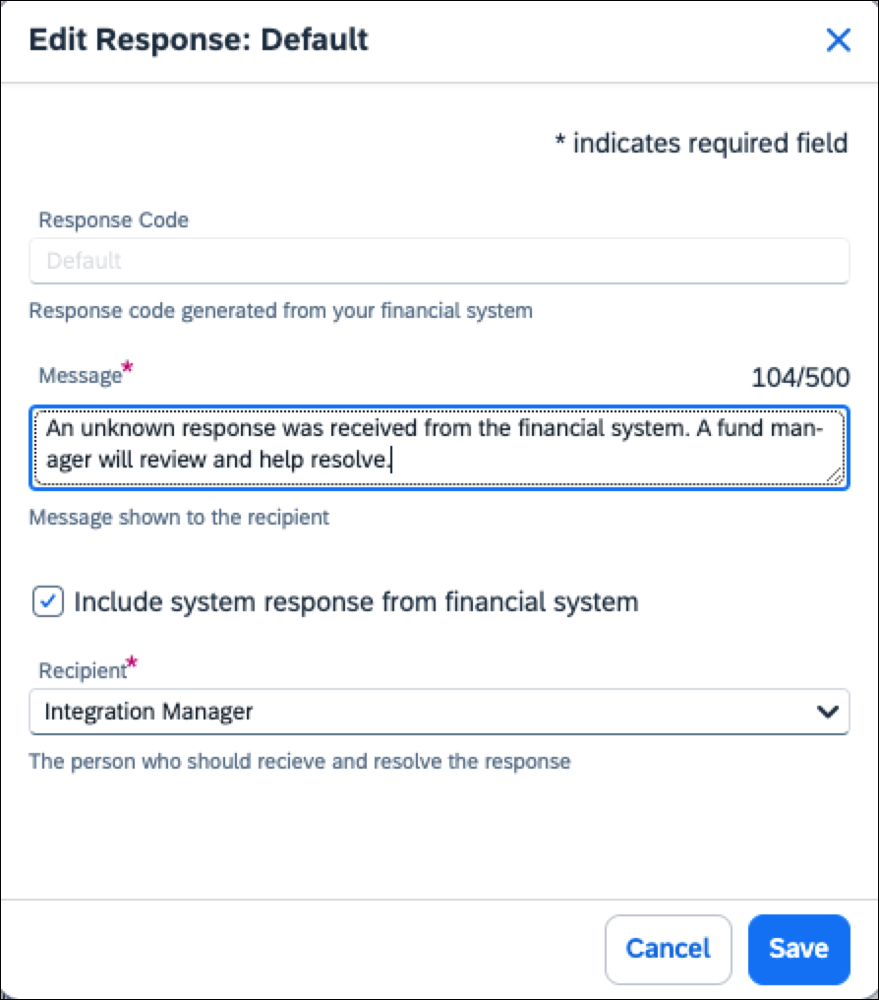 Edit Response: Default
* indicates required field
Response Code
Default
Response code generated from your financial system
Message*
104/500
An unknown response was received from the financial system. A fund man-
ager will review and help resolve.
Message shown to the recipient
Include system response from financial system
Recipient*
Integration Manager
The person who should recieve and resolve the response
Cancel
Save